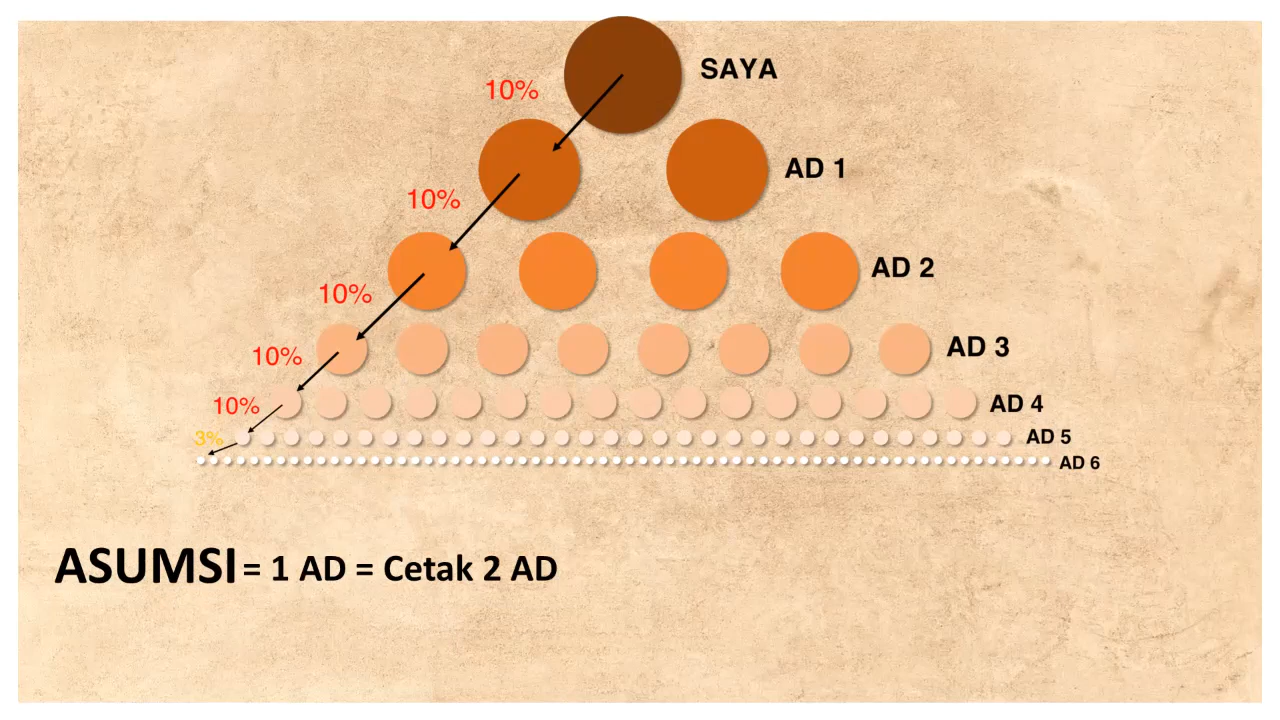 SAYA
10%
AD 1
10%
AD 2
10%
AD 3
10%
AD 4
10%
AD 5
3%
AD 6
ASUMSI = 1 AD = Cetak 2 AD